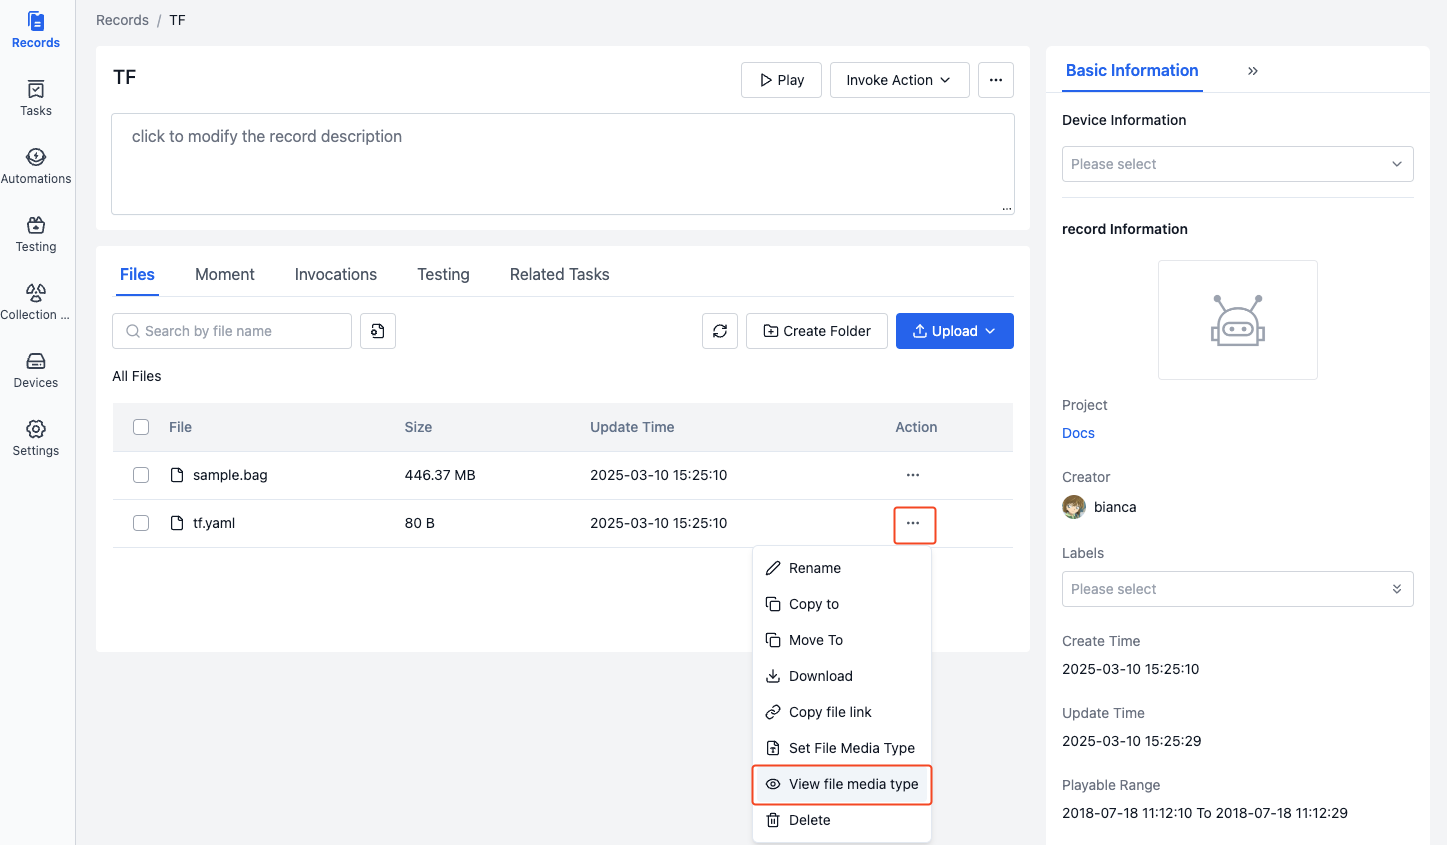 Records
Tasks
Automations
Testing
Collection ...
Devices
Settings
Records / TF
TF
Play
Invoke Action
click to modify the record description
Files Moment Invocations Testing Related Tasks
Search by file name
Create Folder
Upload
All Files
File Size Update Time Action
sample.bag 446.37 MB 2025-03-10 15:25:10
tf.yaml 80 B 2025-03-10 15:25:10
Rename
Copy to
Move To
Download
Copy file link
Set File Media Type
View file media type
Delete
Basic Information
Device Information
Please select
record Information
Project
Docs
Creator
bianca
Labels
Please select
Create Time
2025-03-10 15:25:10
Update Time
2025-03-10 15:25:29
Playable Range
2018-07-18 11:12:10 To 2018-07-18 11:12:29